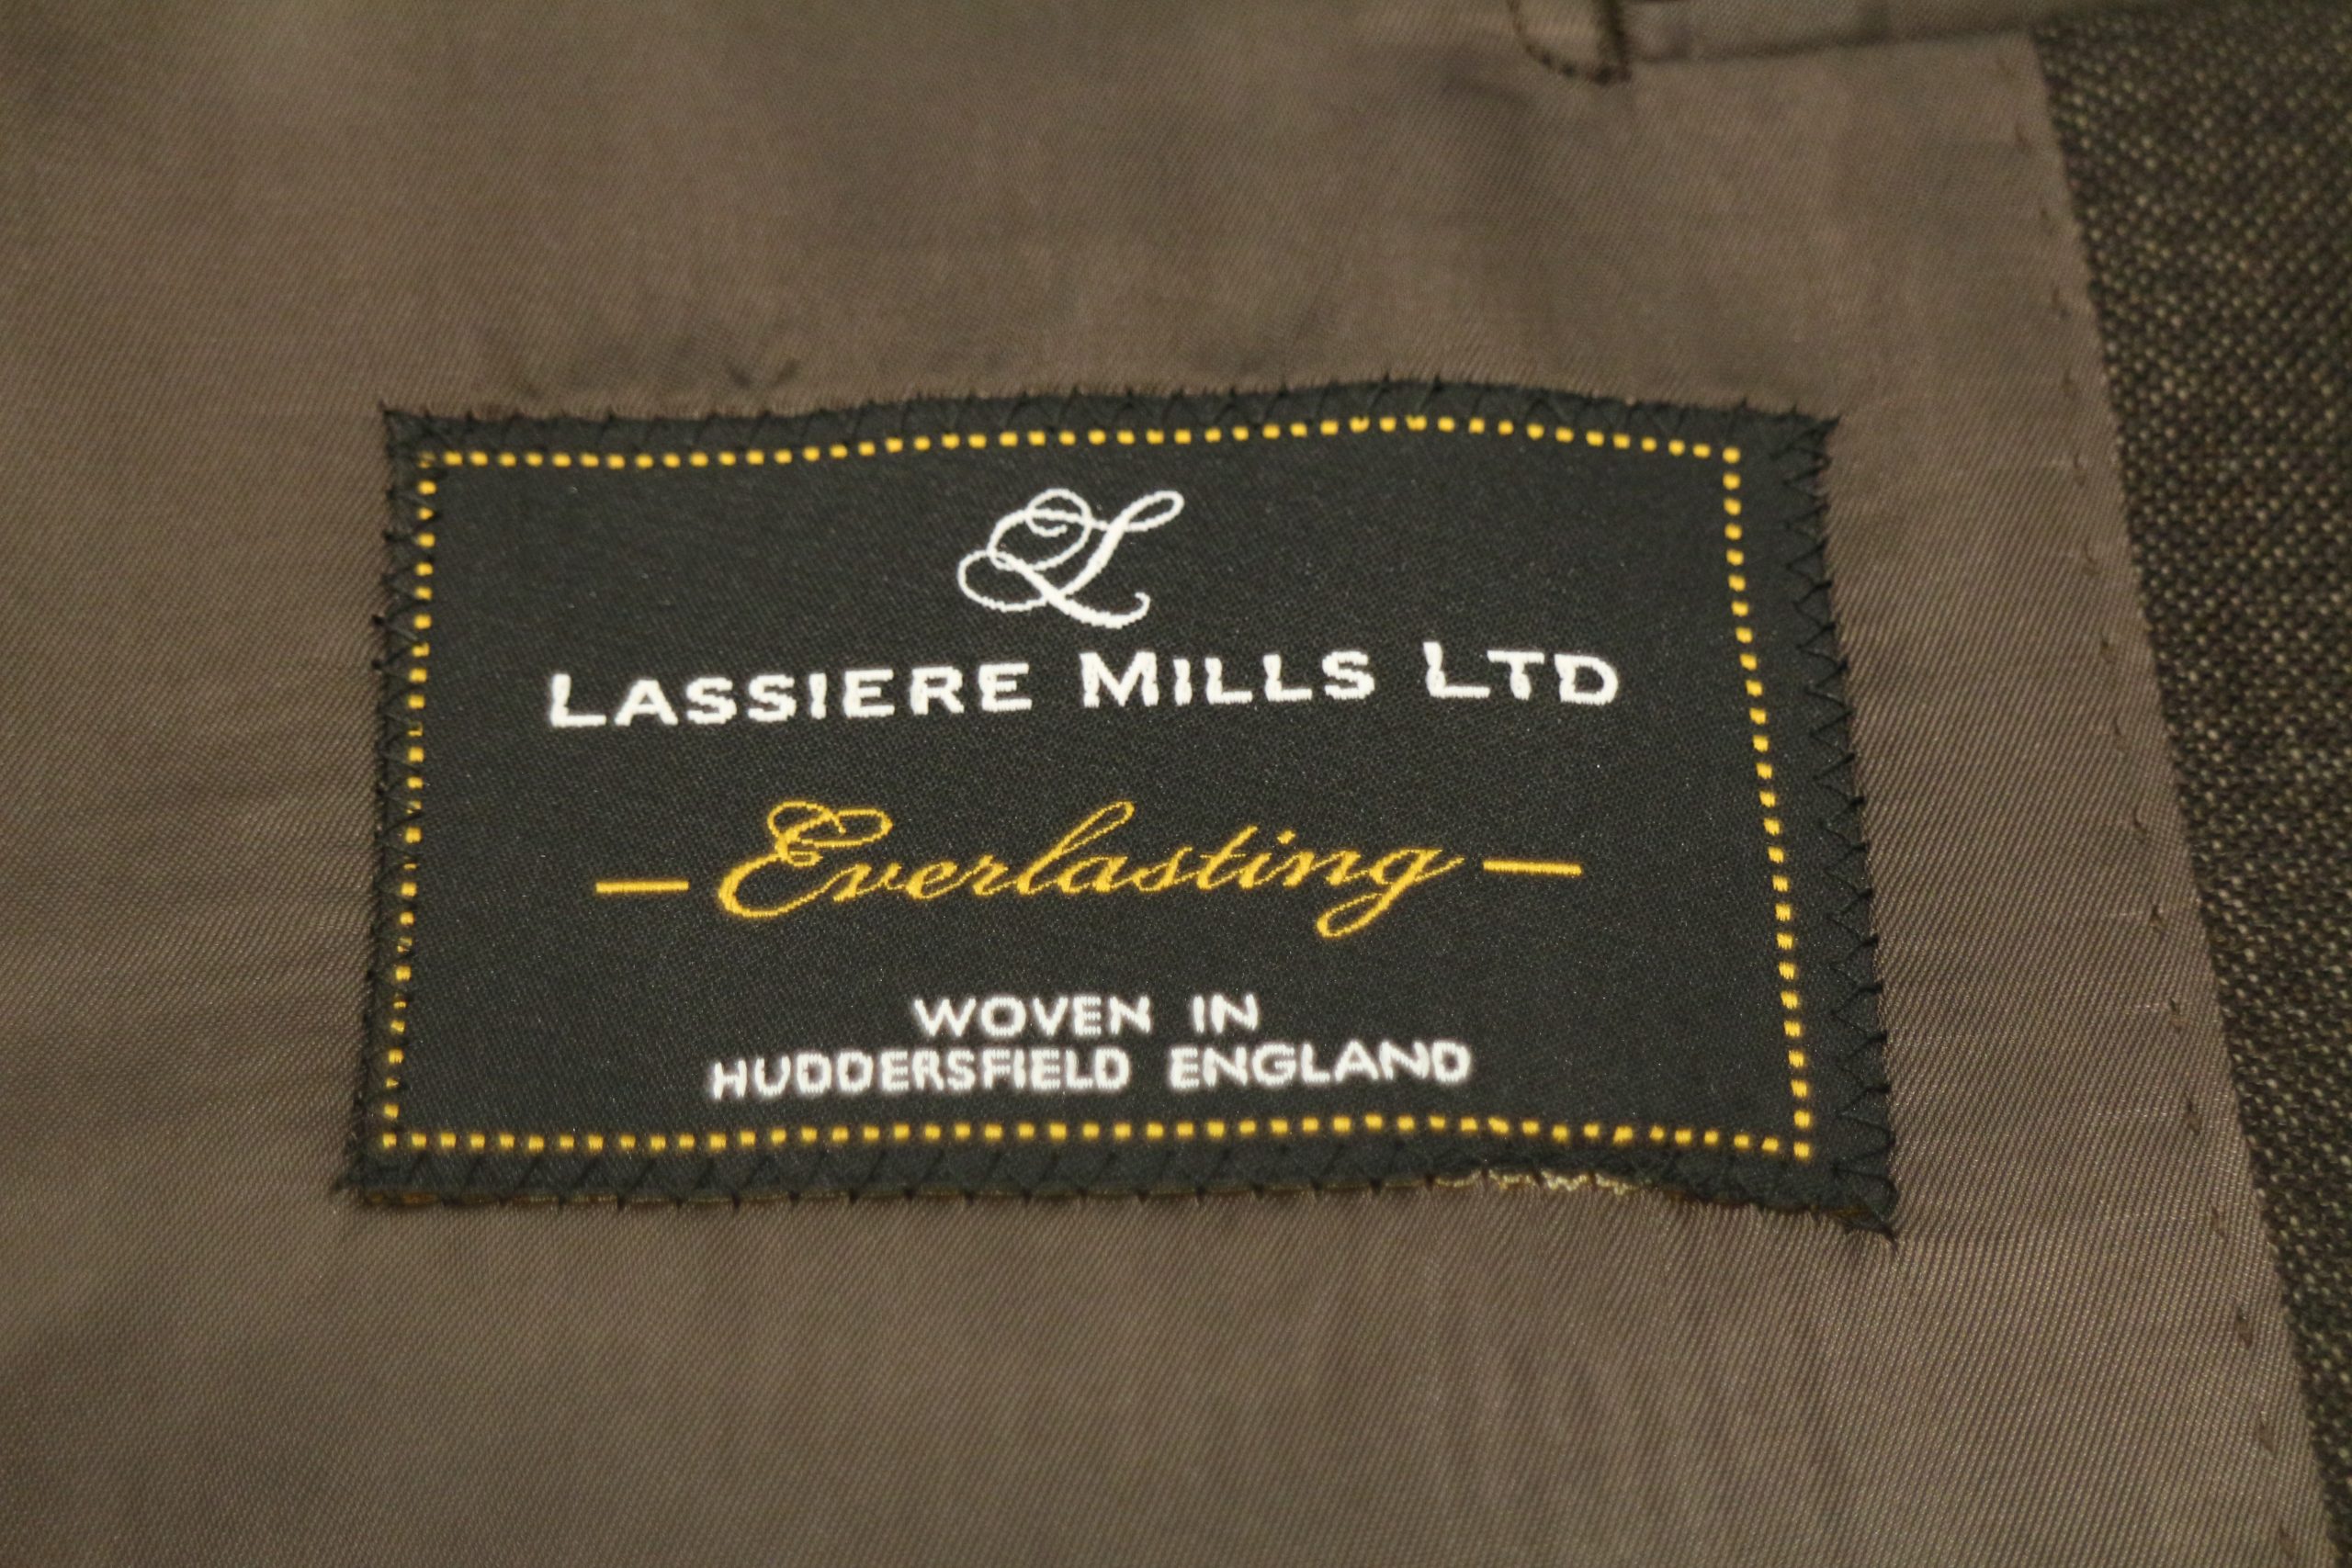 L
LASSIERE MILLS LTD
— Everlasting —
WOVEN IN
HUDDERSFIELD ENGLAND